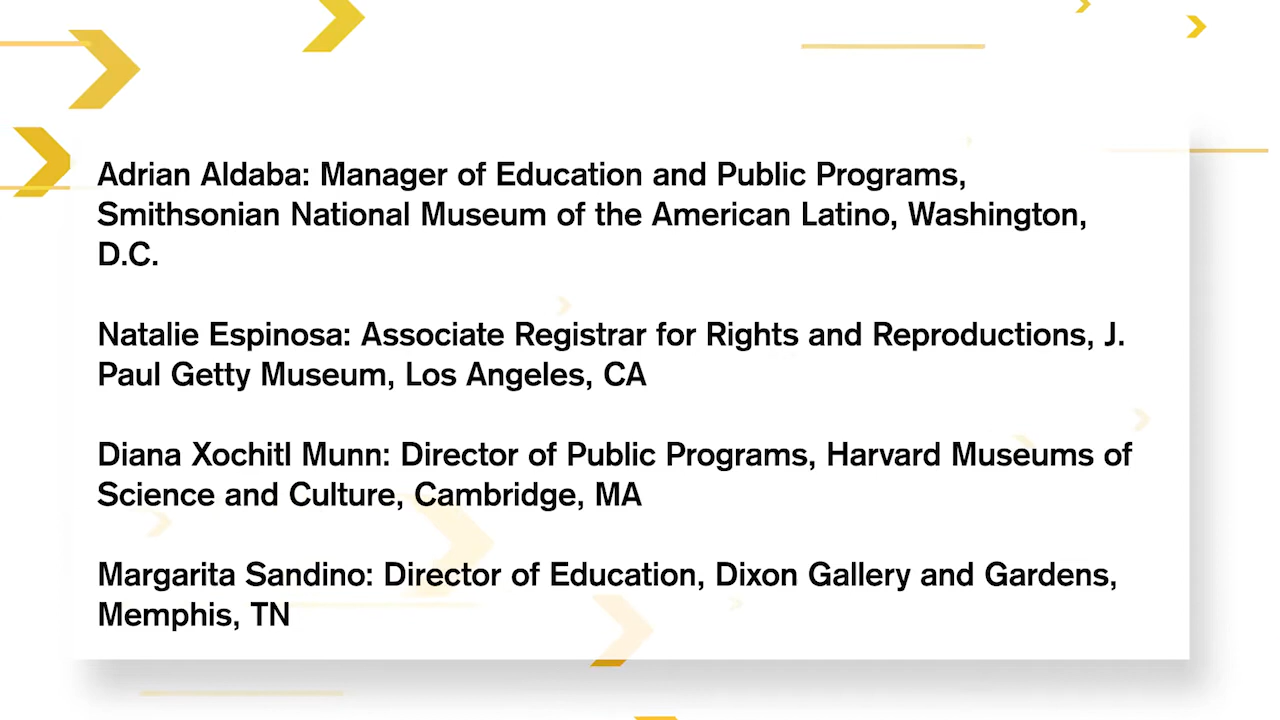 Adrian Aldaba: Manager of Education and Public Programs,
Smithsonian National Museum of the American Latino, Washington,
D.C.
Natalie Espinosa: Associate Registrar for Rights and Reproductions, J.
Paul Getty Museum, Los Angeles, CA
Diana Xochitl Munn: Director of Public Programs, Harvard Museums of
Science and Culture, Cambridge, MA
Margarita Sandino: Director of Education, Dixon Gallery and Gardens,
Memphis, TN